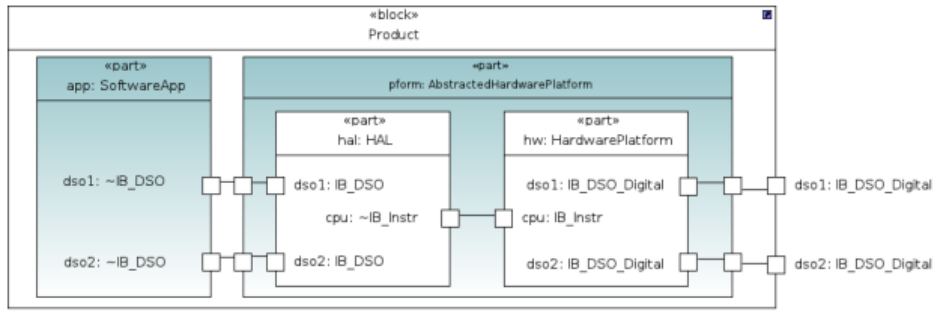 «block»
Product
«part»
app: SoftwareApp
«part»
pform: AbstractedHardwarePlatform
«part»
hal: HAL
«part»
hw: HardwarePlatform
dso1: ~IB_DSO
dso1: IB_DSO
dso1: IB_DSO_Digital
dso1: IB_DSO_Digital
cpu: ~IB_Instr
cpu: IB_Instr
dso2: ~IB_DSO
dso2: IB_DSO
dso2: IB_DSO_Digital
dso2: IB_DSO_Digital